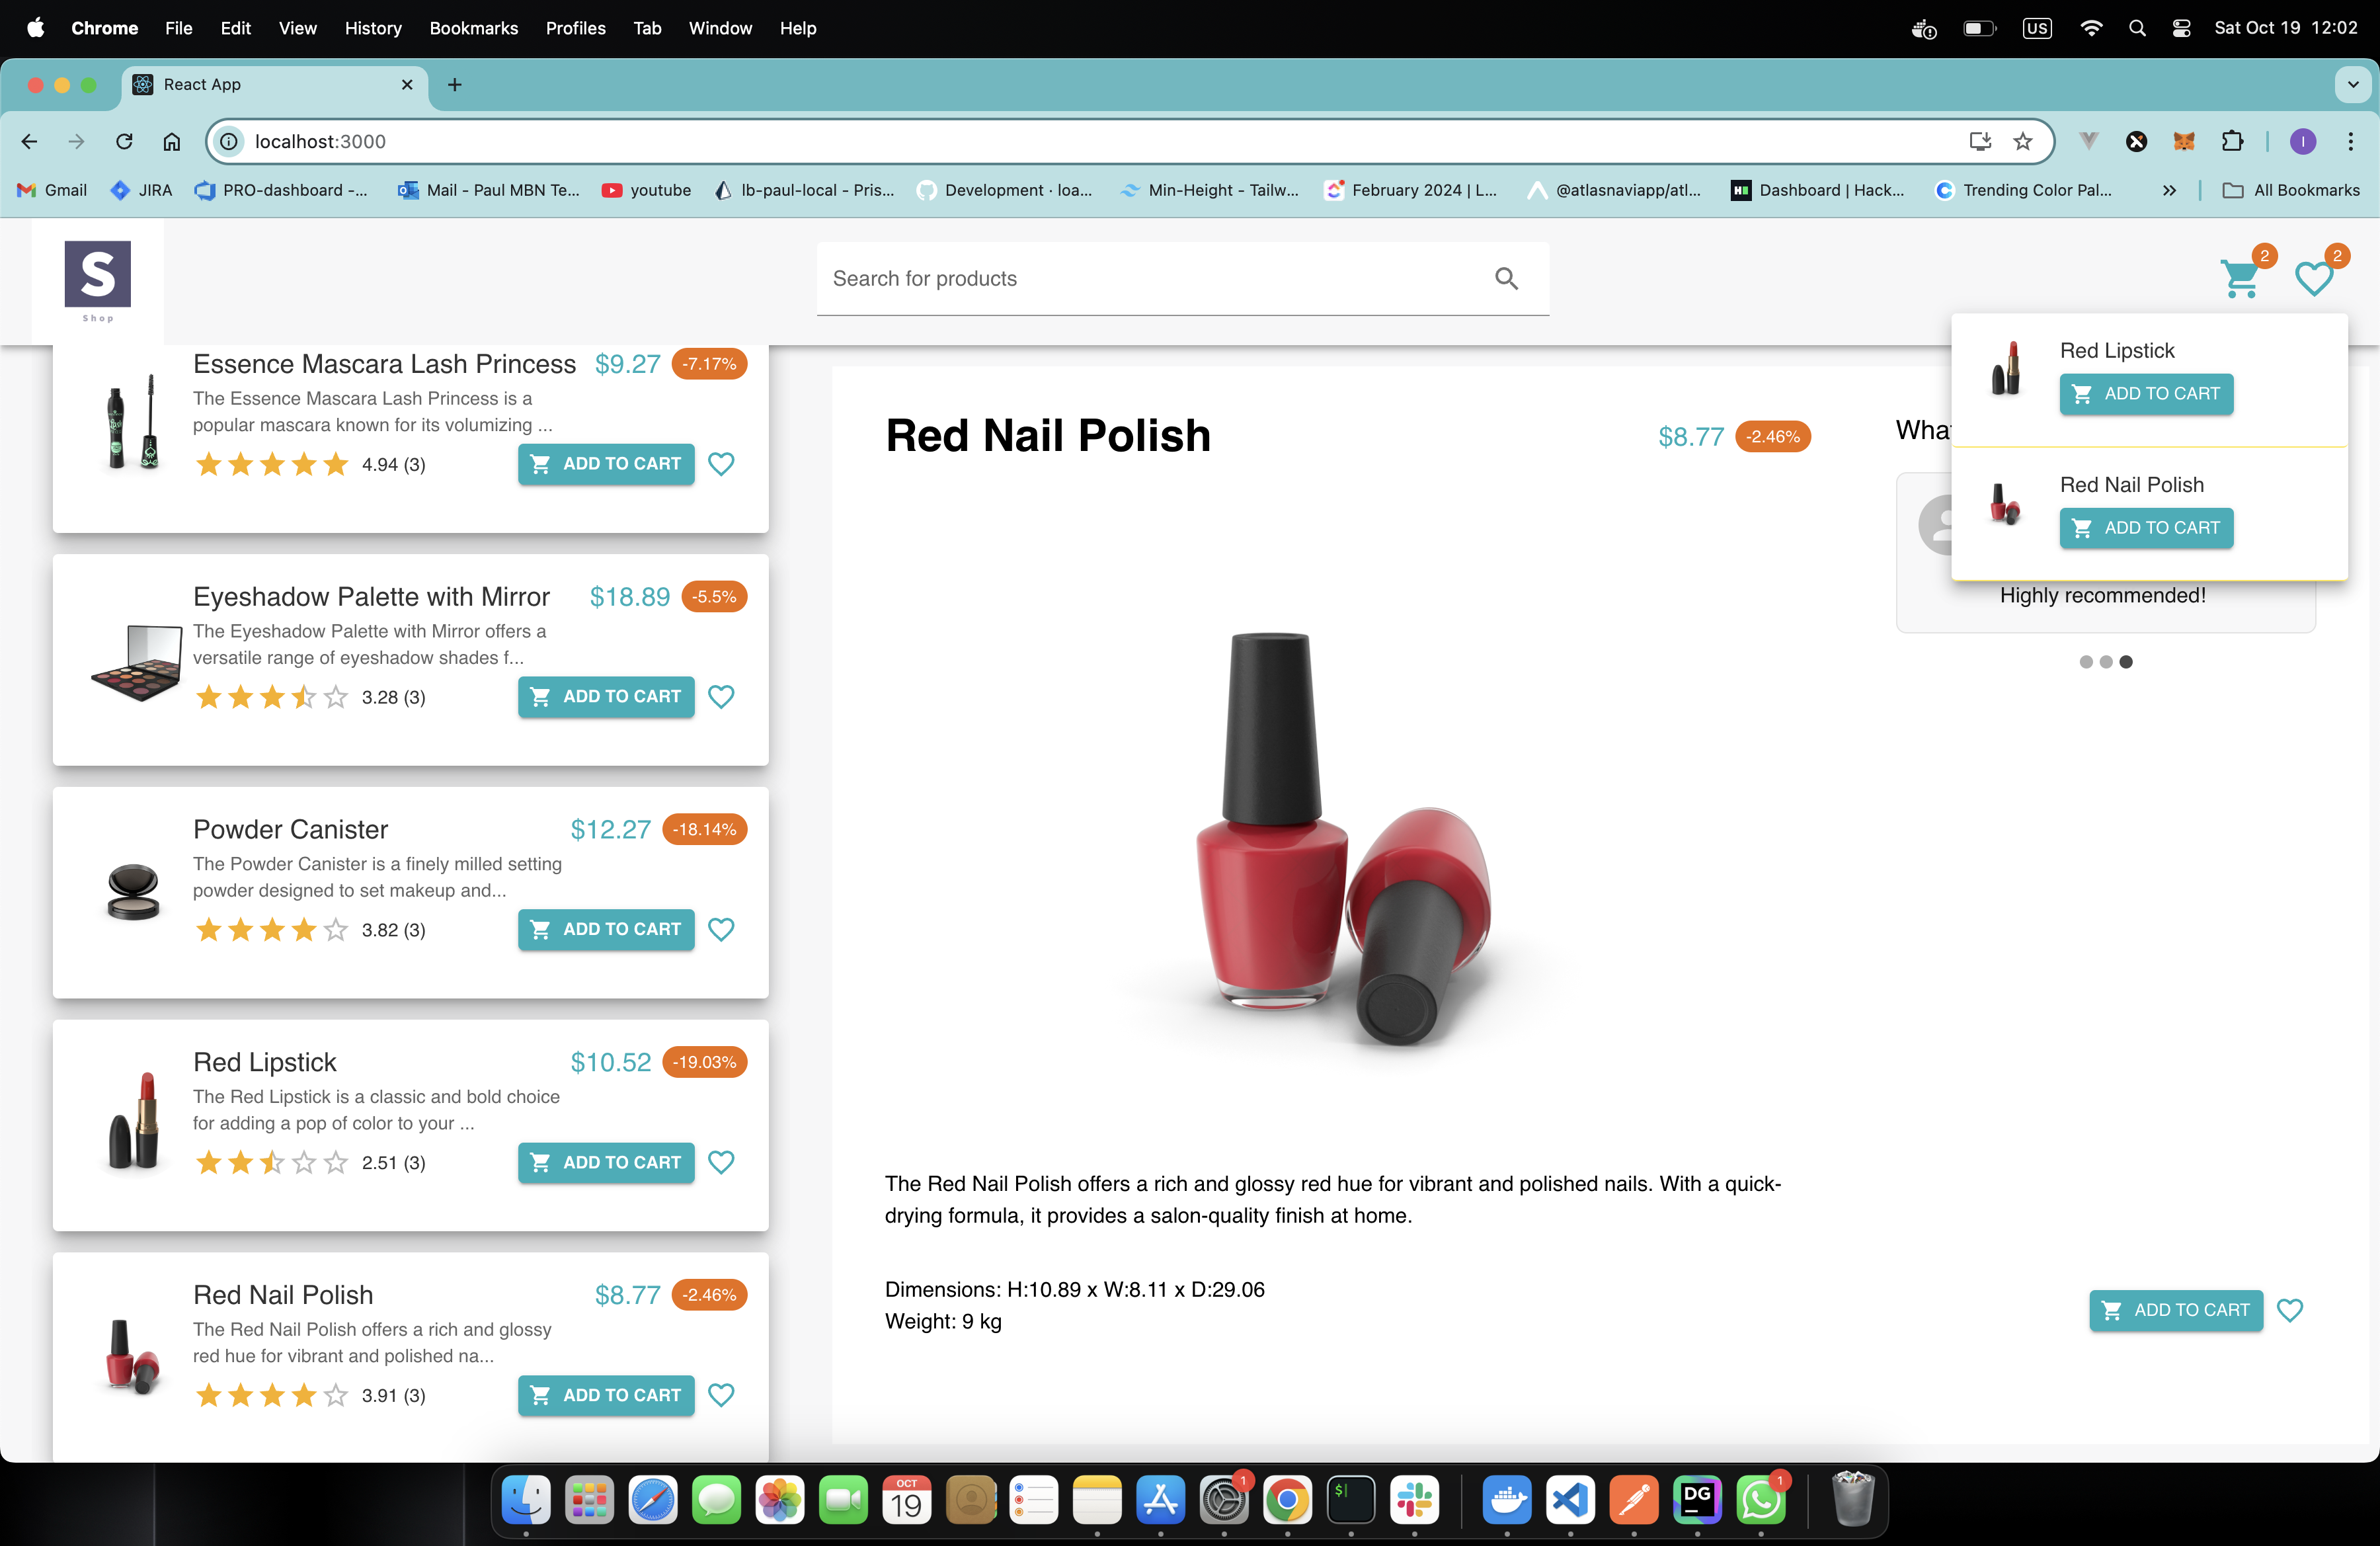 Chrome File Edit View History Bookmarks Profiles Tab Window Help
US Sat Oct 19 12:02
React App
localhost:3000
I
Gmail JIRA PRO-dashboard -... Mail - Paul MBN Te... youtube lb-paul-local - Pris... Development · loa... Min-Height - Tailw... February 2024 | L... @atlasnaviapp/atl... Dashboard | Hack... Trending Color Pal... » All Bookmarks
S
Shop
Search for products
2 2
Essence Mascara Lash Princess $9.27 -7.17%
The Essence Mascara Lash Princess is a
popular mascara known for its volumizing ...
4.94 (3) ADD TO CART
Eyeshadow Palette with Mirror $18.89 -5.5%
The Eyeshadow Palette with Mirror offers a
versatile range of eyeshadow shades f...
3.28 (3) ADD TO CART
Powder Canister $12.27 -18.14%
The Powder Canister is a finely milled setting
powder designed to set makeup and...
3.82 (3) ADD TO CART
Red Lipstick $10.52 -19.03%
The Red Lipstick is a classic and bold choice
for adding a pop of color to your ...
2.51 (3) ADD TO CART
Red Nail Polish $8.77 -2.46%
The Red Nail Polish offers a rich and glossy
red hue for vibrant and polished na...
3.91 (3) ADD TO CART
Red Nail Polish $8.77 -2.46%
The Red Nail Polish offers a rich and glossy red hue for vibrant and polished nails. With a quick-
drying formula, it provides a salon-quality finish at home.
Dimensions: H:10.89 x W:8.11 x D:29.06
Weight: 9 kg
ADD TO CART
Wha
Highly recommended!
Red Lipstick
ADD TO CART
Red Nail Polish
ADD TO CART
OCT
19
1
$
DG
1